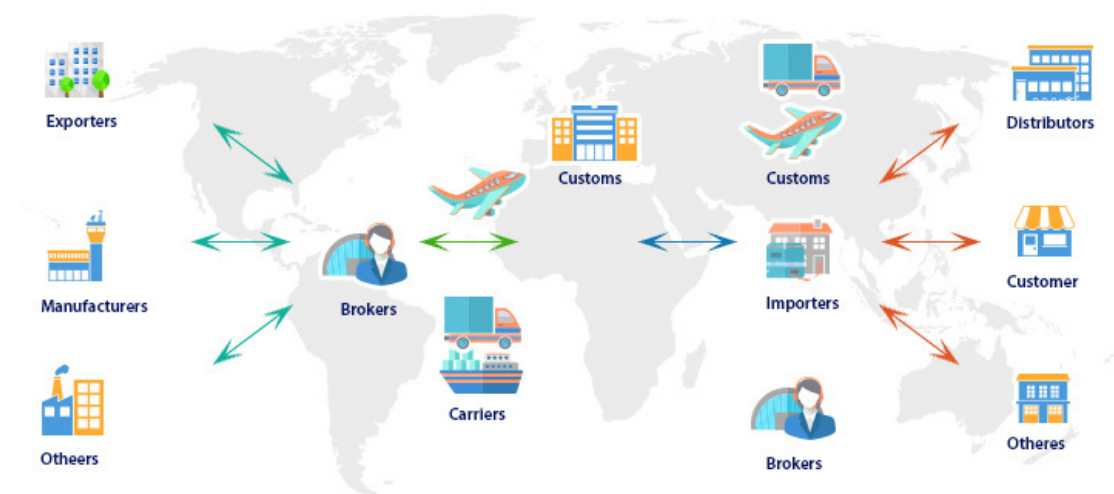 Exporters
Distributors
Customs
Customs
Manufacturers
Brokers
Importers
Customer
Carriers
Otheers
Brokers
Otheres